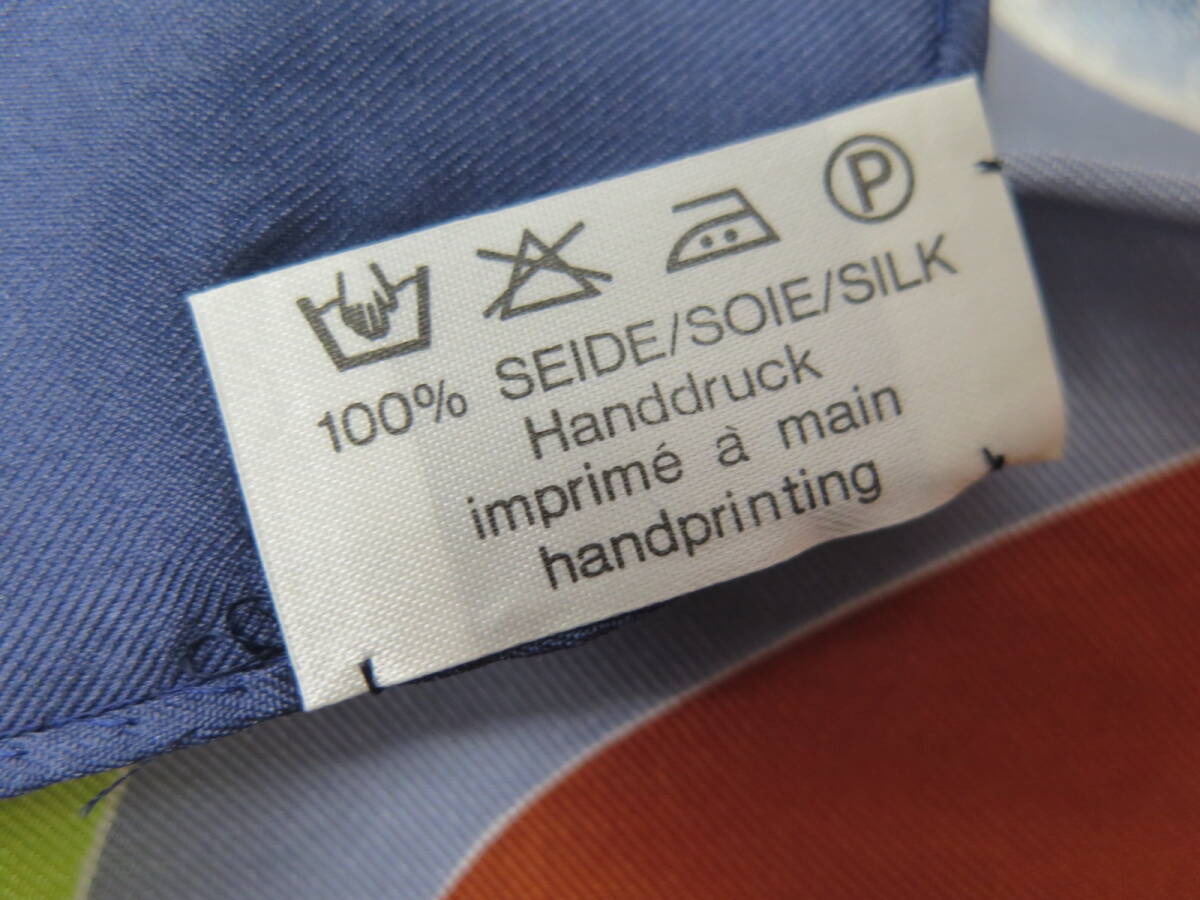 P
100% SEIDE/SOIE/SILK
Handdruck
imprimé à main
handprinting